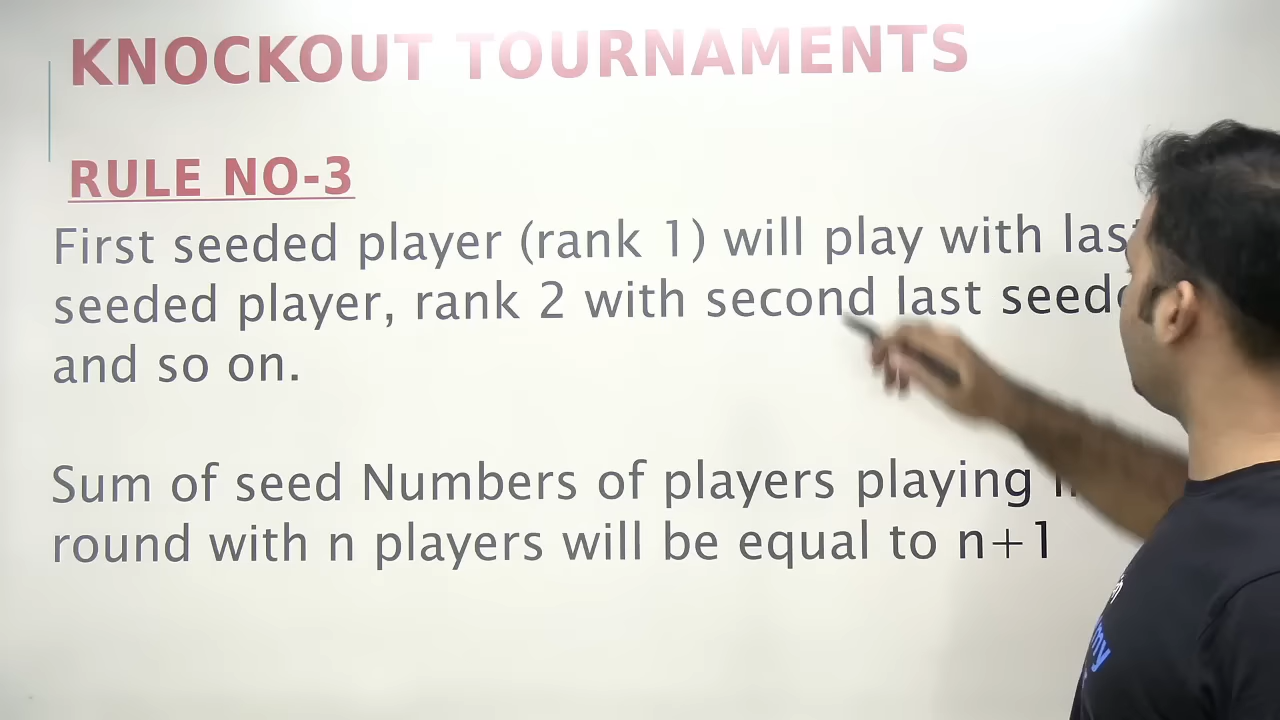 KNOCKOUT TOURNAMENTS
RULE NO-3
First seeded player (rank 1) will play with last
seeded player, rank 2 with second last
and so on.
Sum of seed Numbers of players playing
round with n players will be equal to n+1